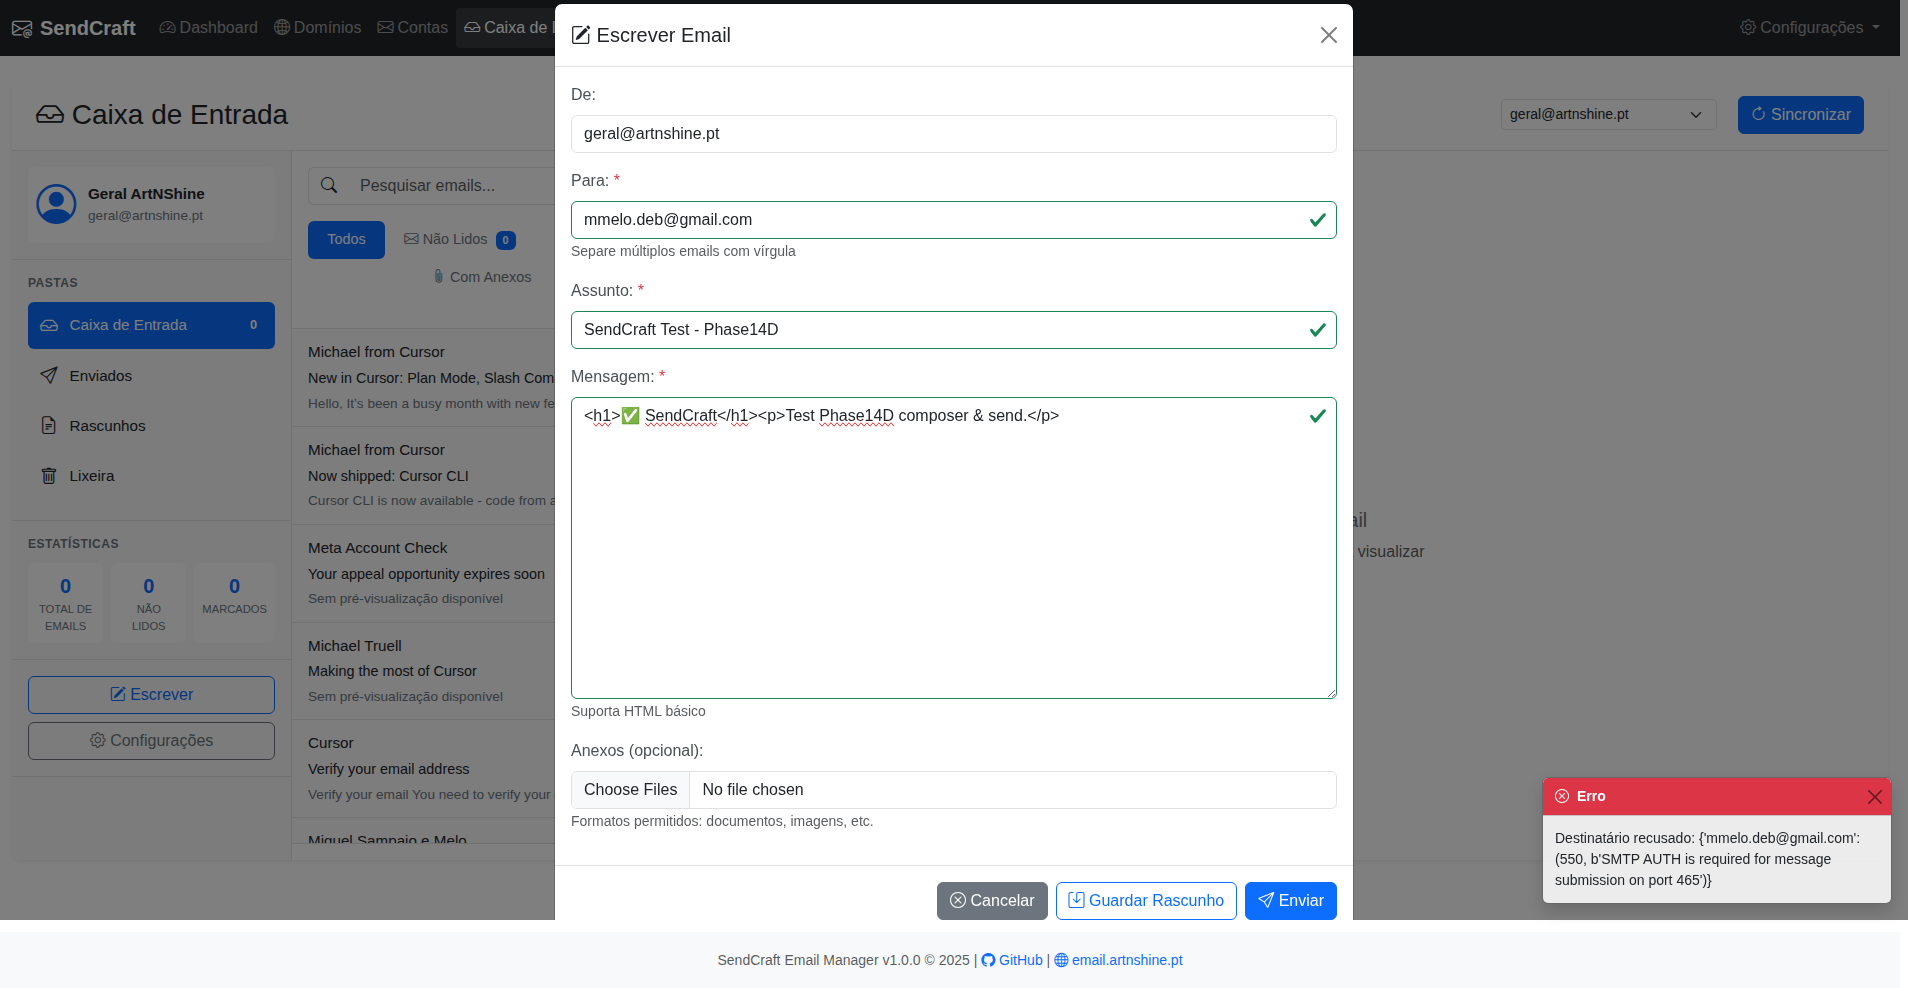 SendCraft
Dashboard
Domínios
Contas
Caixa de
Configurações
Caixa de Entrada
geral@artnshine.pt
Sincronizar
Geral ArtNShine
geral@artnshine.pt
PASTAS
Caixa de Entrada 0
Enviados
Rascunhos
Lixeira
ESTATÍSTICAS
0
TOTAL DE
EMAILS
0
NÃO
LIDOS
0
MARCADOS
Escrever
Configurações
Pesquisar emails...
Todos
Não Lidos 0
Com Anexos
Michael from Cursor
New in Cursor: Plan Mode, Slash Com
Hello, It's been a busy month with new fe
Michael from Cursor
Now shipped: Cursor CLI
Cursor CLI is now available - code from a
Meta Account Check
Your appeal opportunity expires soon
Sem pré-visualização disponível
Michael Truell
Making the most of Cursor
Sem pré-visualização disponível
Cursor
Verify your email address
Verify your email You need to verify your
Miguel Sampaio e Melo
Escrever Email
De:
geral@artnshine.pt
Para: *
mmelo.deb@gmail.com
Separe múltiplos emails com vírgula
Assunto: *
SendCraft Test - Phase14D
Mensagem: *
<h1>✅ SendCraft</h1><p>Test Phase14D composer & send.</p>
Suporta HTML básico
Anexos (opcional):
Choose Files No file chosen
Formatos permitidos: documentos, imagens, etc.
Cancelar
Guardar Rascunho
Enviar
ail
visualizar
Erro
Destinatário recusado: {'mmelo.deb@gmail.com':
(550, b'SMTP AUTH is required for message
submission on port 465')}
SendCraft Email Manager v1.0.0 © 2025 | GitHub | email.artnshine.pt